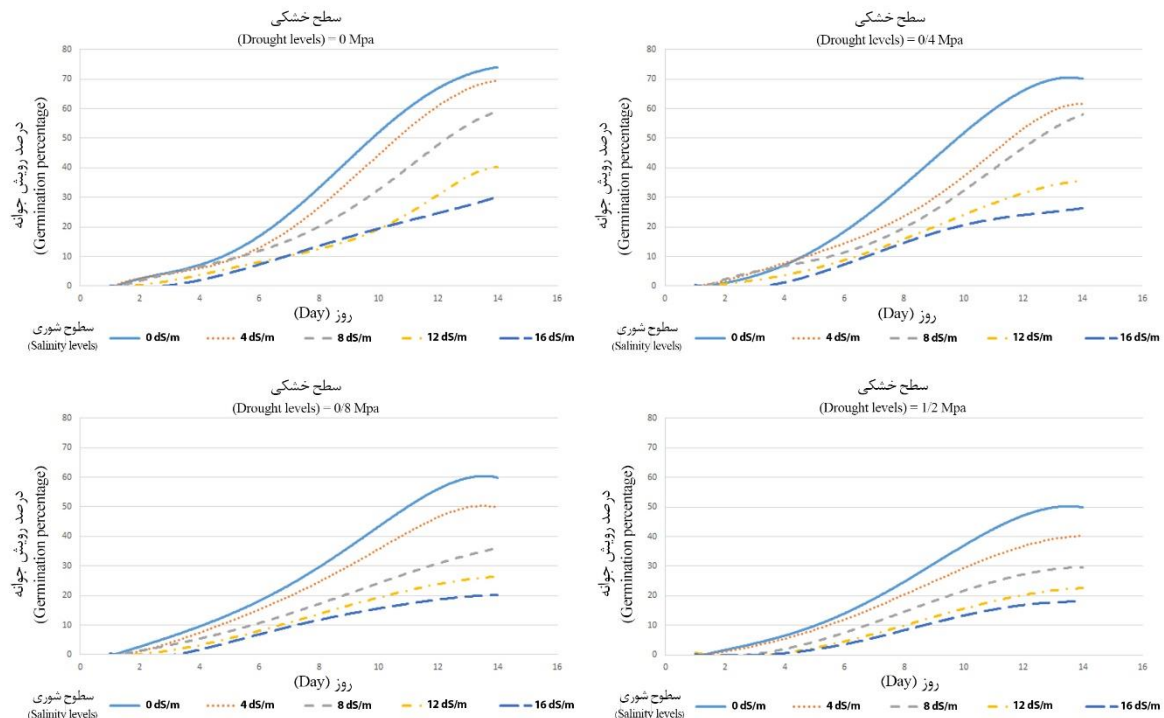 سطح خشکی
(Drought levels) = 0 Mpa
80
70
60
50
40
30
20
10
0
درصد رویش جوانه
(Germination percentage)
0 2 4 6 8 10 12 14 16
روز (Day)
سطوح شوری
(Salinity levels)
0 dS/m 4 dS/m 8 dS/m 12 dS/m 16 dS/m
سطح خشکی
(Drought levels) = 0/4 Mpa
80
70
60
50
40
30
20
10
0
درصد رویش جوانه
(Germination percentage)
0 2 4 6 8 10 12 14 16
روز (Day)
سطوح شوری
(Salinity levels)
0 dS/m 4 dS/m 8 dS/m 12 dS/m 16 dS/m
سطح خشکی
(Drought levels) = 0/8 Mpa
80
70
60
50
40
30
20
10
0
درصد رویش جوانه
(Germination percentage)
0 2 4 6 8 10 12 14 16
روز (Day)
سطوح شوری
(Salinity levels)
0 dS/m 4 dS/m 8 dS/m 12 dS/m 16 dS/m
سطح خشکی
(Drought levels) = 1/2 Mpa
80
70
60
50
40
30
20
10
0
درصد رویش جوانه
(Germination percentage)
0 2 4 6 8 10 12 14 16
روز (Day)
سطوح شوری
(Salinity levels)
0 dS/m 4 dS/m 8 dS/m 12 dS/m 16 dS/m